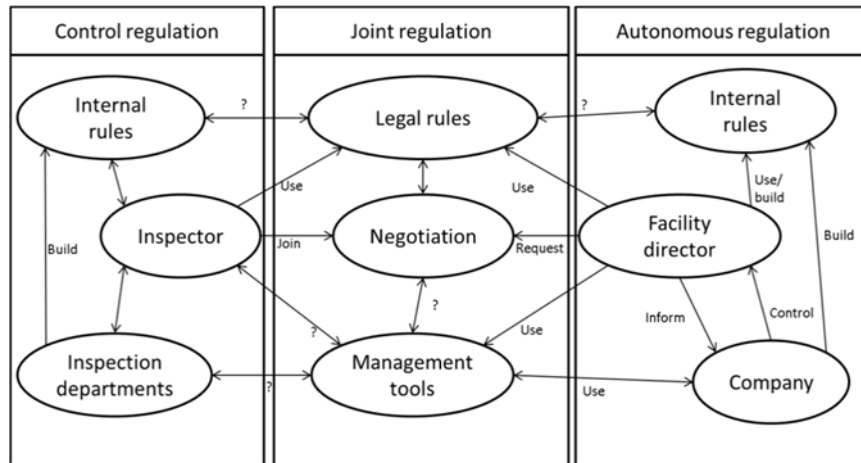 Control regulation
Joint regulation
Autonomous regulation
Internal
rules
?
Legal rules
?
Internal
rules
Use
Use
Use/
build
Inspector
Join
Negotiation
Request
Facility
director
Build
Build
?
?
Use
Inform
Control
Inspection
departments
?
Management
tools
Use
Company